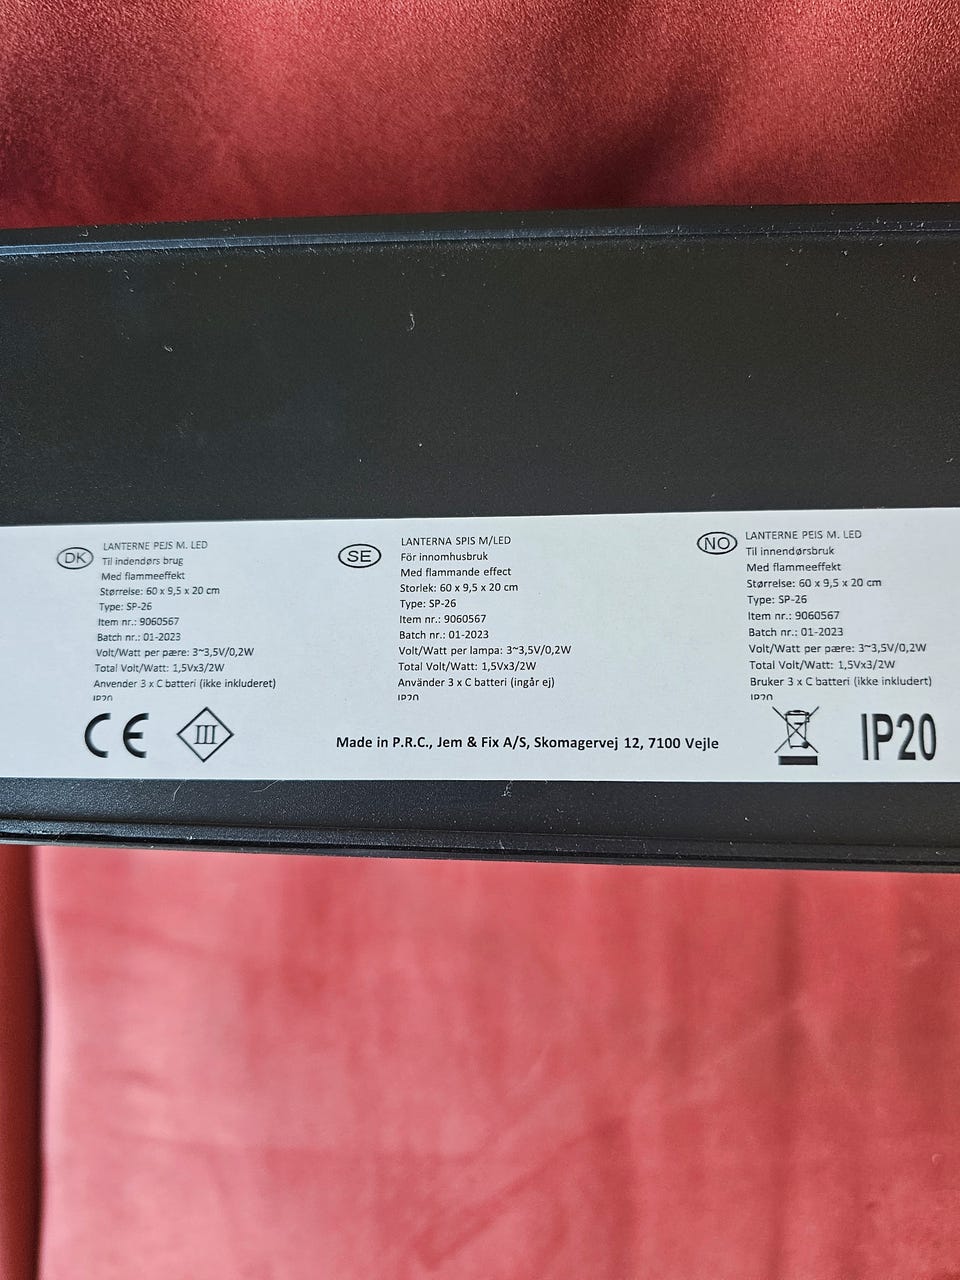 DK
LANTERNE PEJS M. LED
Til indendørs brug
Med flammeeffekt
Størrelse: 60 x 9,5 x 20 cm
Type: SP-26
Item nr.: 9060567
Batch nr.: 01-2023
Volt/Watt per pære: 3~3,5V/0,2W
Total Volt/Watt: 1,5Vx3/2W
Anvender 3 x C batteri (ikke inkluderet)
IP20
SE
LANTERNA SPIS M/LED
För innomhusbruk
Med flammande effect
Storlek: 60 x 9,5 x 20 cm
Type: SP-26
Item nr.: 9060567
Batch nr.: 01-2023
Volt/Watt per lampa: 3~3,5V/0,2W
Total Volt/Watt: 1,5Vx3/2W
Använder 3 x C batteri (ingår ej)
IP20
NO
LANTERNE PEIS M. LED
Til innendørsbruk
Med flammeeffekt
Størrelse: 60 x 9,5 x 20 cm
Type: SP-26
Item nr.: 9060567
Batch nr.: 01-2023
Volt/Watt per pære: 3~3,5V/0,2W
Total Volt/Watt: 1,5Vx3/2W
Bruker 3 x C batteri (ikke inkludert)
IP20
CE
III
Made in P.R.C., Jem & Fix A/S, Skomagervej 12, 7100 Vejle
IP20